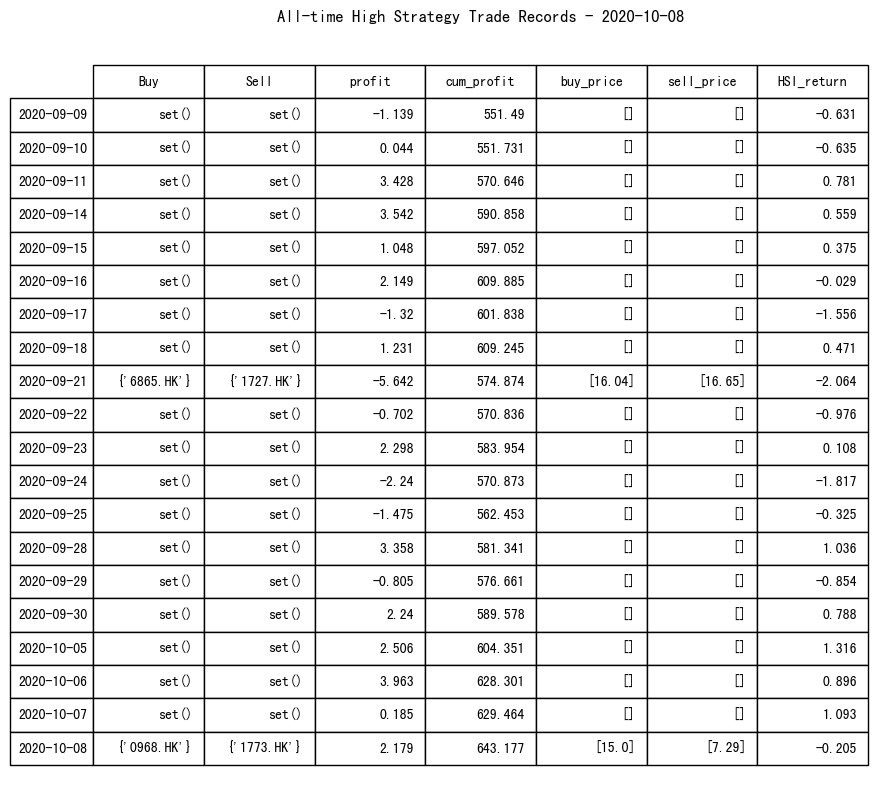 All-time High Strategy Trade Records - 2020-10-08
Buy Sell profit cum_profit buy_price sell_price HSI_return
2020-09-09 set() set() -1.139 551.49 [] [] -0.631
2020-09-10 set() set() 0.044 551.731 [] [] -0.635
2020-09-11 set() set() 3.428 570.646 [] [] 0.781
2020-09-14 set() set() 3.542 590.858 [] [] 0.559
2020-09-15 set() set() 1.048 597.052 [] [] 0.375
2020-09-16 set() set() 2.149 609.885 [] [] -0.029
2020-09-17 set() set() -1.32 601.838 [] [] -1.556
2020-09-18 set() set() 1.231 609.245 [] [] 0.471
2020-09-21 {'6865.HK'} {'1727.HK'} -5.642 574.874 [16.04] [16.65] -2.064
2020-09-22 set() set() -0.702 570.836 [] [] -0.976
2020-09-23 set() set() 2.298 583.954 [] [] 0.108
2020-09-24 set() set() -2.24 570.873 [] [] -1.817
2020-09-25 set() set() -1.475 562.453 [] [] -0.325
2020-09-28 set() set() 3.358 581.341 [] [] 1.036
2020-09-29 set() set() -0.805 576.661 [] [] -0.854
2020-09-30 set() set() 2.24 589.578 [] [] 0.788
2020-10-05 set() set() 2.506 604.351 [] [] 1.316
2020-10-06 set() set() 3.963 628.301 [] [] 0.896
2020-10-07 set() set() 0.185 629.464 [] [] 1.093
2020-10-08 {'0968.HK'} {'1773.HK'} 2.179 643.177 [15.0] [7.29] -0.205